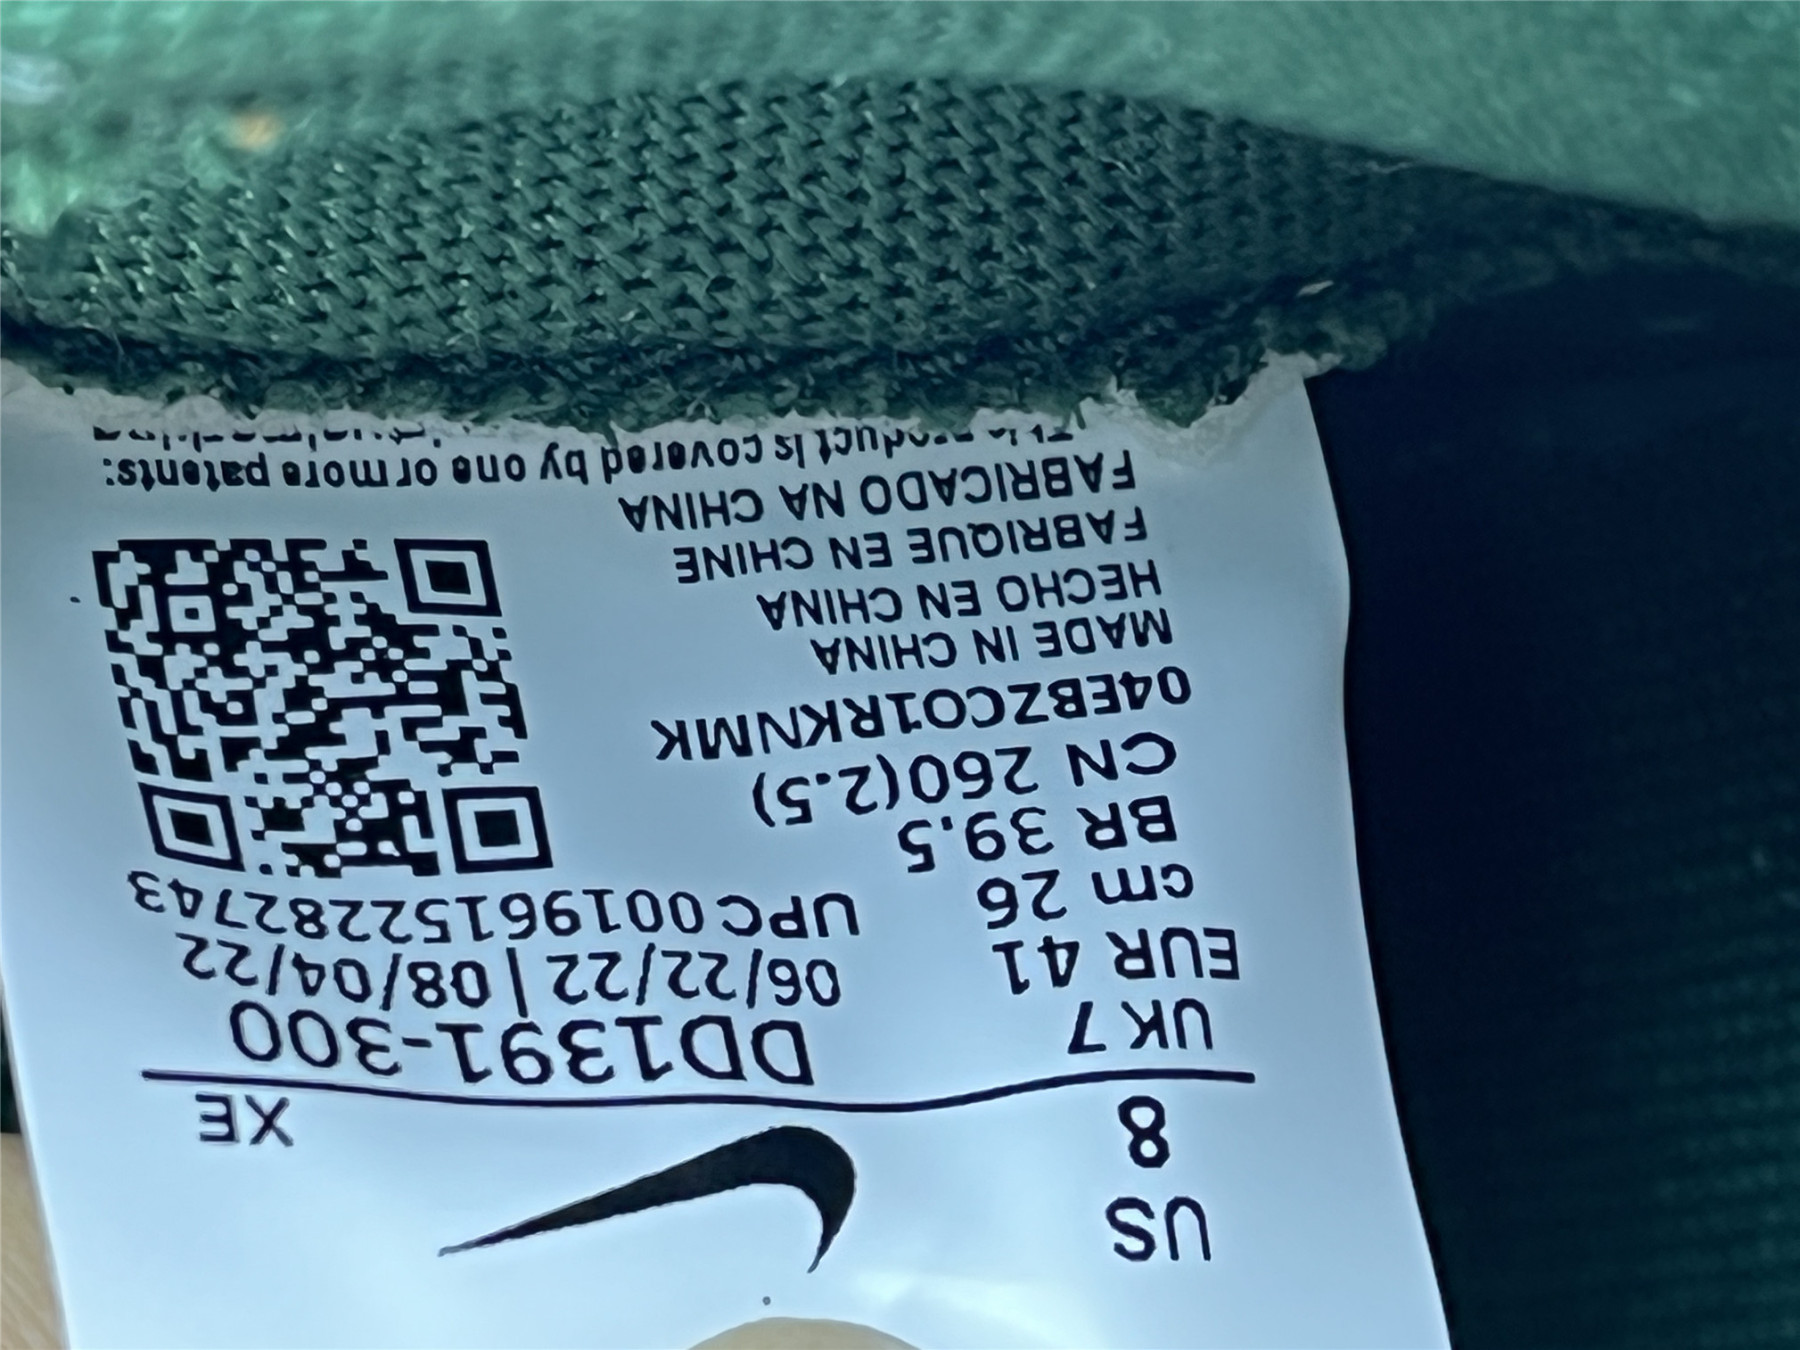 US
8
XE
UK 7
EUR 41
cm 26
BR 39.5
CN 260(2.5)
04EBZCO1RKNMK
MADE IN CHINA
HECHO EN CHINA
FABRIQUE EN CHINE
FABRICADO NA CHINA
DD1391-300
06/22/22 | 08/04/22
UPC 00196152282743
This product is covered by one or more patents: